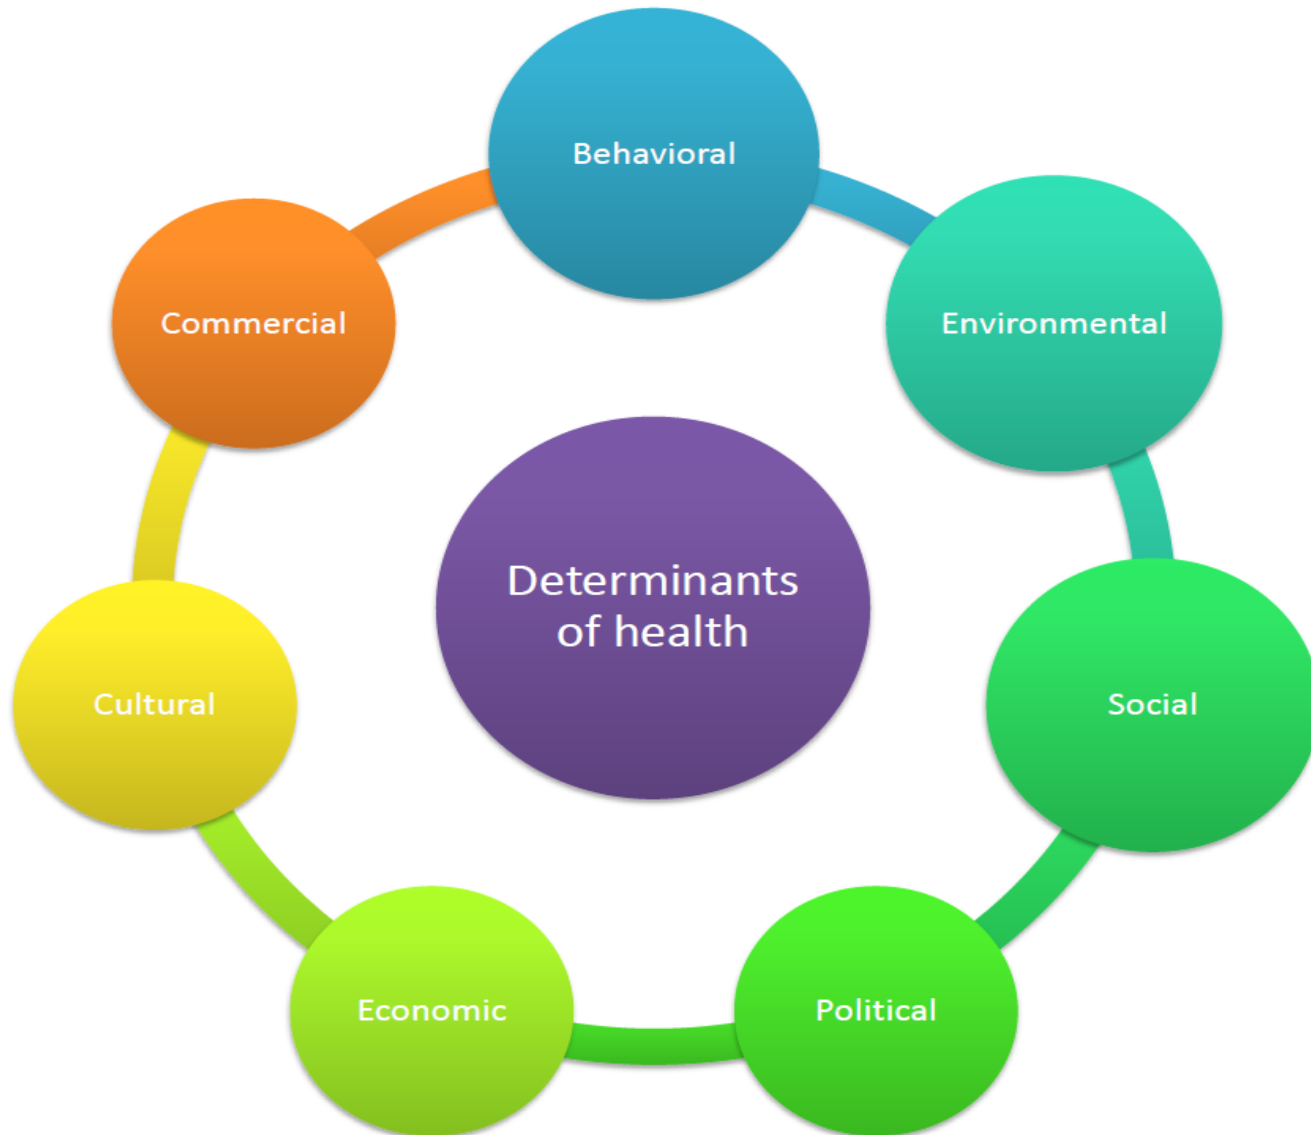 Behavioral
Environmental
Social
Political
Economic
Cultural
Commercial
Determinants
of health